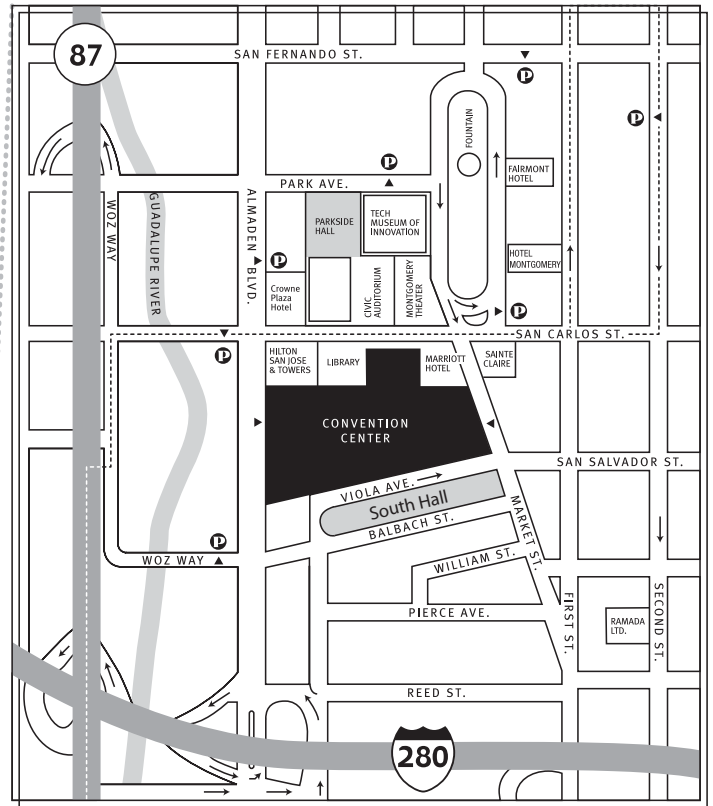 87
SAN FERNANDO ST.
P
P
FOUNTAIN
P
PARK AVE.
FAIRMONT
HOTEL
WOZ WAY
GUADALUPE RIVER
ALMADEN BLVD.
PARKSIDE
HALL
TECH
MUSEUM OF
INNOVATION
P
HOTEL
MONTGOMERY
Crowne
Plaza
Hotel
CIVIC
AUDITORIUM
MONTGOMERY
THEATER
P
SAN CARLOS ST.
P
HILTON
SAN JOSE
& TOWERS
LIBRARY
MARRIOTT
HOTEL
SAINTE
CLAIRE
CONVENTION
CENTER
SAN SALVADOR ST.
VIOLA AVE.
South Hall
BALBACH ST.
MARKET ST.
P
WOZ WAY
WILLIAM ST.
PIERCE AVE.
FIRST ST.
RAMADA
LTD.
SECOND ST.
REED ST.
280